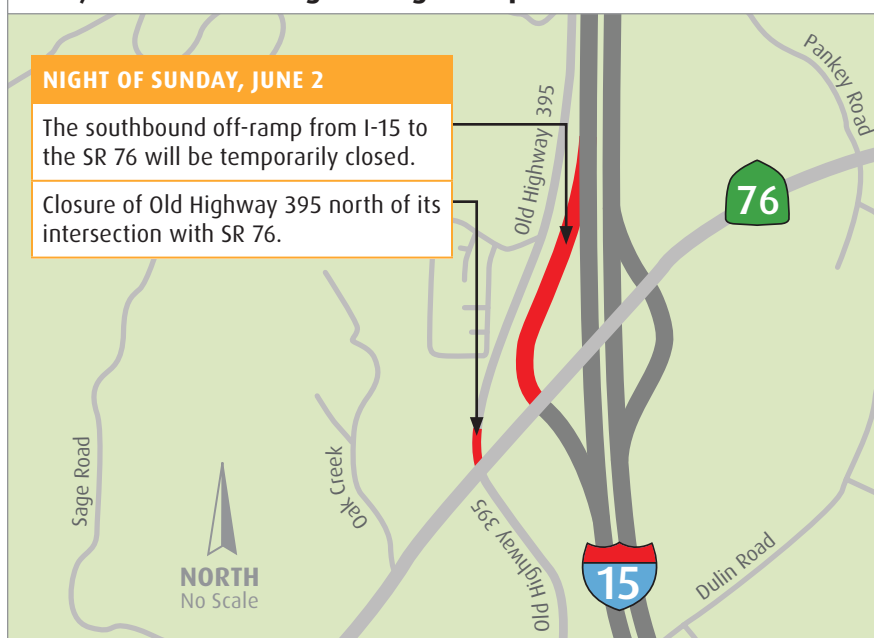 NIGHT OF SUNDAY, JUNE 2
The southbound off-ramp from I-15 to
the SR 76 will be temporarily closed.
Closure of Old Highway 395 north of its
intersection with SR 76.
Old Highway 395
Pankey Road
76
Sage Road
Oak Creek
NORTH
No Scale
Old Highway 395
15
Dulin Road